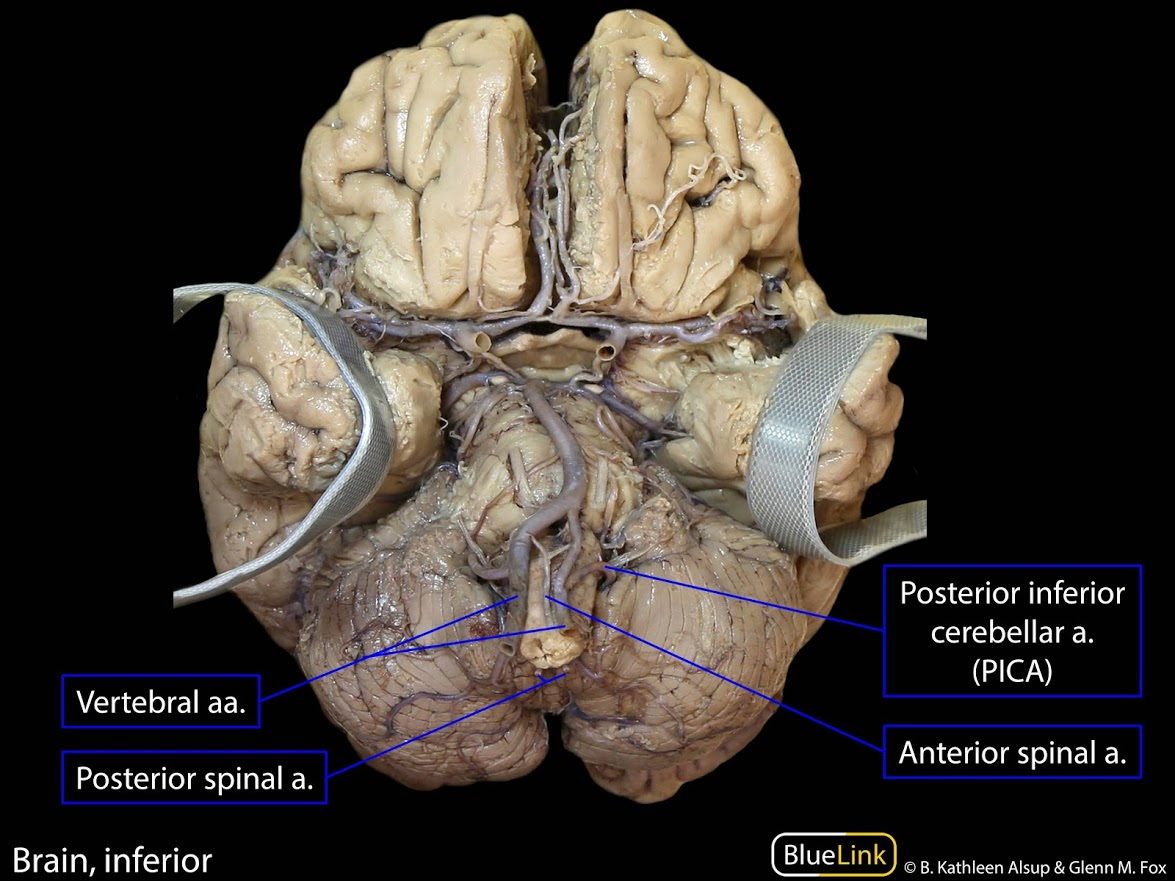 Posterior inferior
cerebellar a.
(PICA)
Vertebral aa.
Anterior spinal a.
Posterior spinal a.
Brain, inferior
BlueLink
© B. Kathleen Alsup & Glenn M. Fox